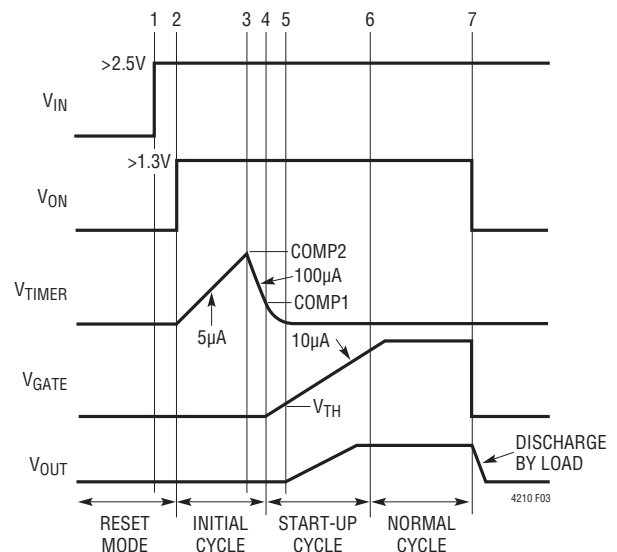 1 2 3 4 5 6 7
>2.5V
VIN
>1.3V
VON
COMP2
100µA
VTIMER
COMP1
5µA
10µA
VGATE
VTH
VOUT
DISCHARGE
BY LOAD
4210 F03
RESET
MODE
INITIAL
CYCLE
START-UP
CYCLE
NORMAL
CYCLE